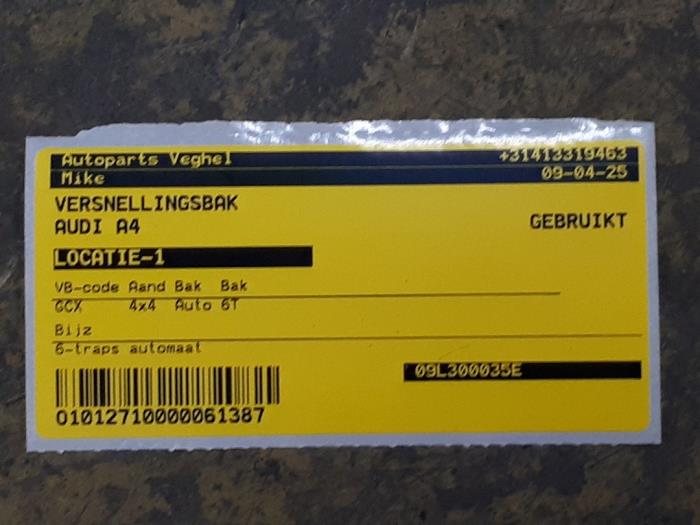 Autoparts Veghel +31413319463
Mike 09-04-25
VERSNELLINGSBAK
AUDI A4 GEBRUIKT
LOCATIE-1
VB-code Aand Bak Bak
GCX 4x4 Auto 6T
Bijz
6-traps automaat
09L300035E
01012710000061387